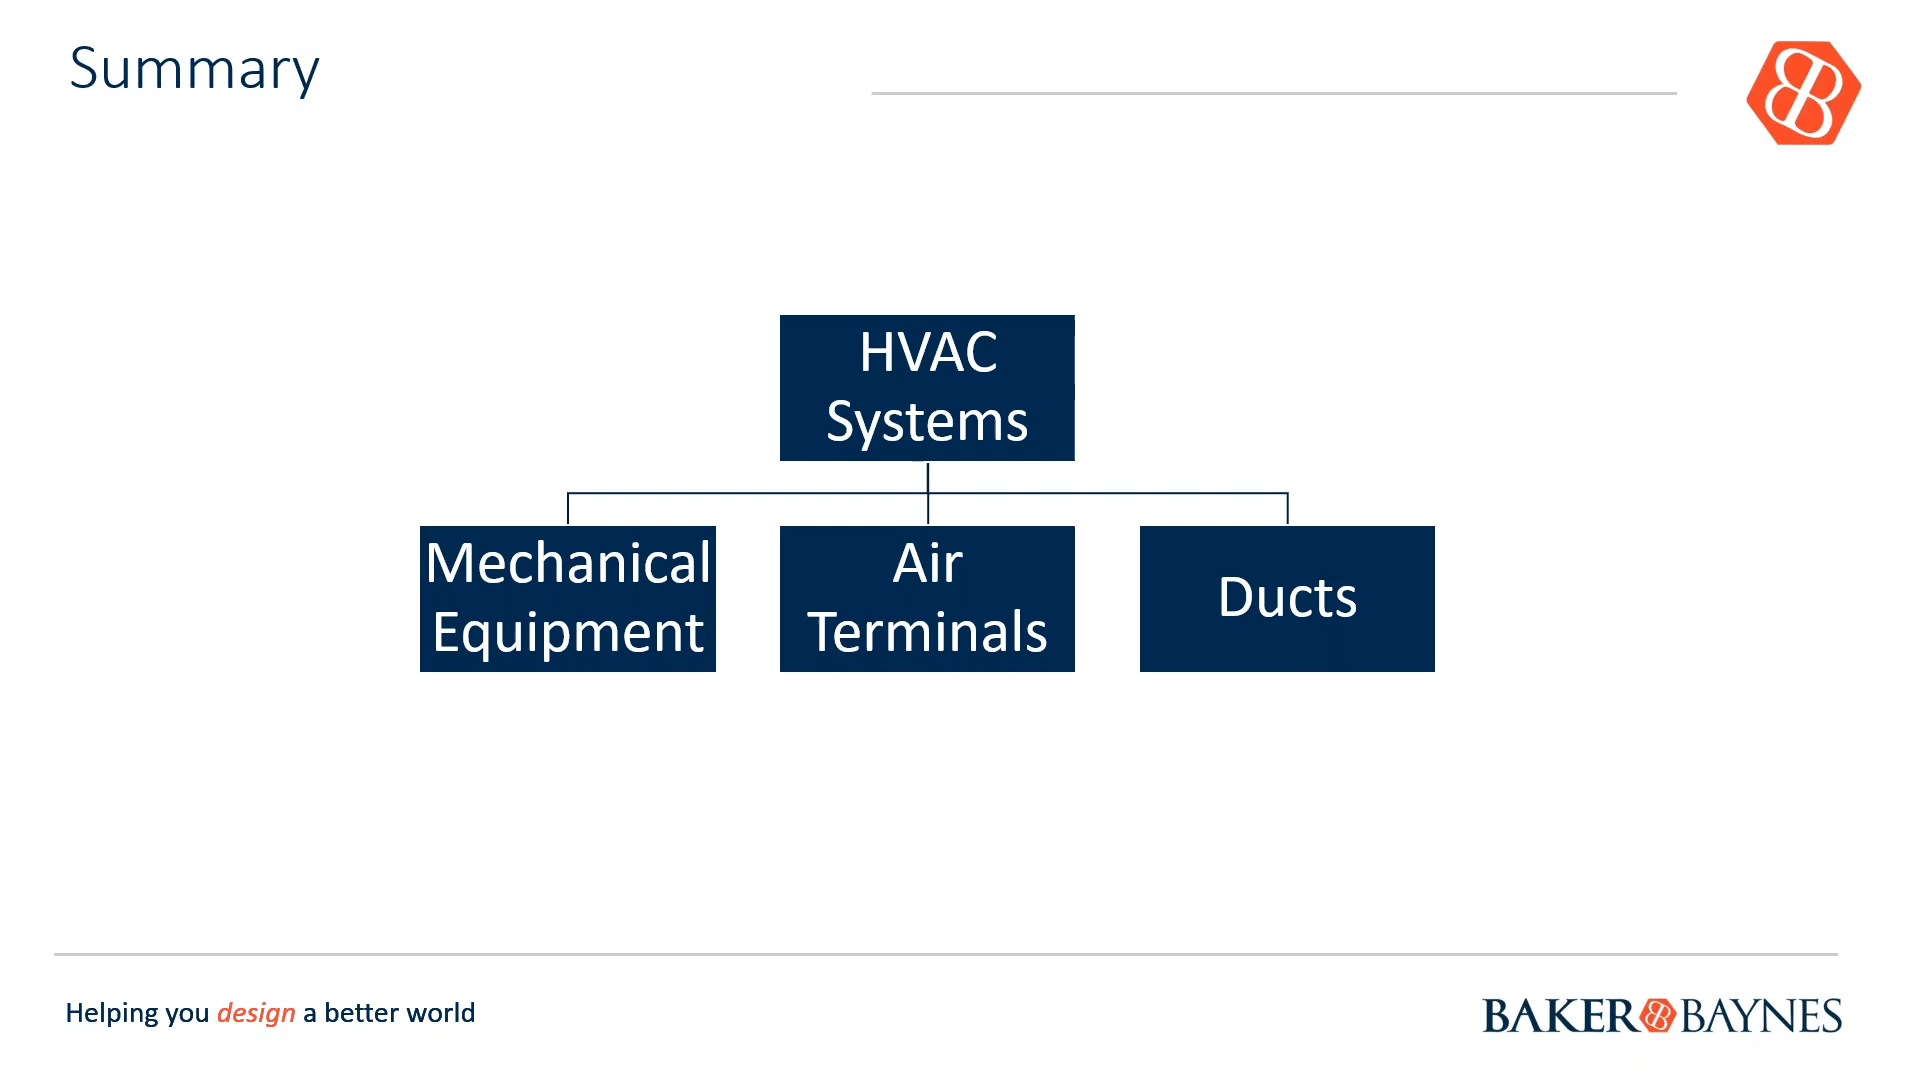 Summary
HVAC
Systems
Mechanical
Equipment
Air
Terminals
Ducts
Helping you design a better world
BAKER BAYNES